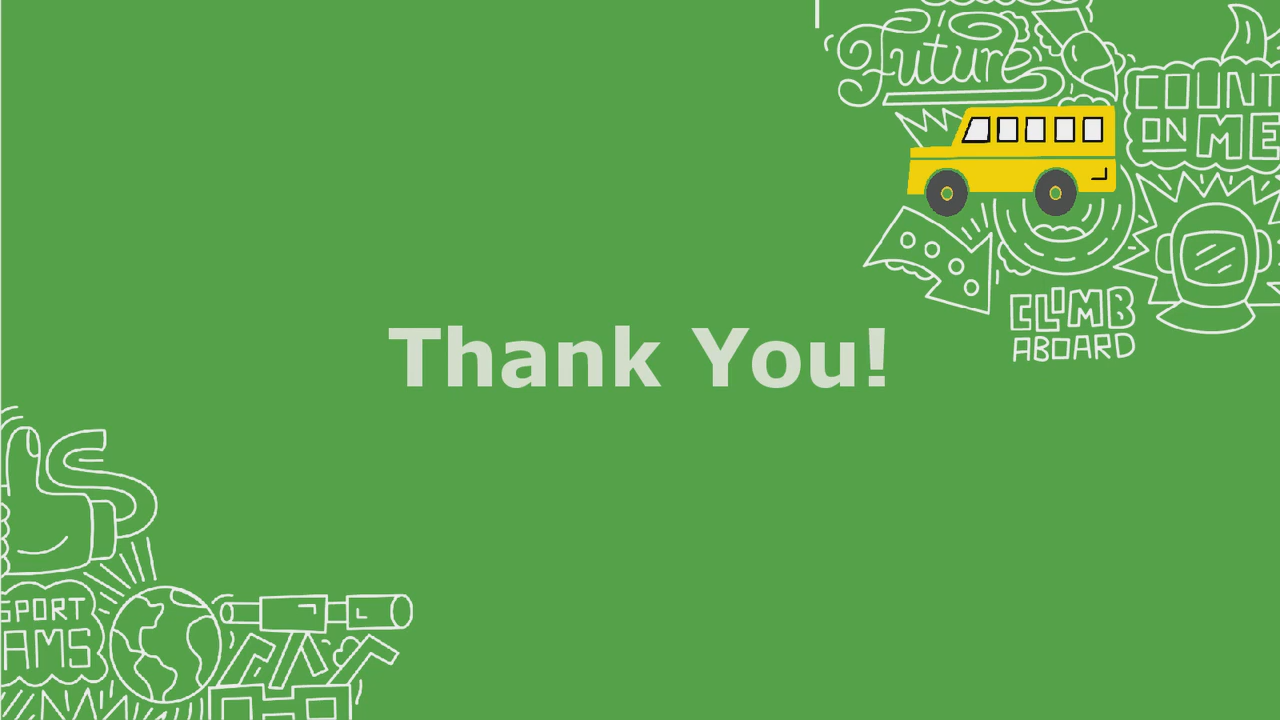 Future
COUNT
ON ME
CLIMB
ABOARD
Thank You!
SPORT
AMS